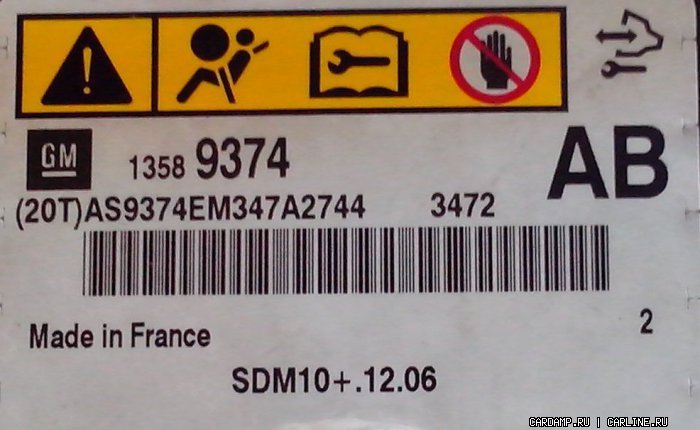 GM 1358 9374 AB
(20T)AS9374EM347A2744 3472
Made in France 2
SDM10+.12.06
CARDAMP.RU | CARLINE.RU